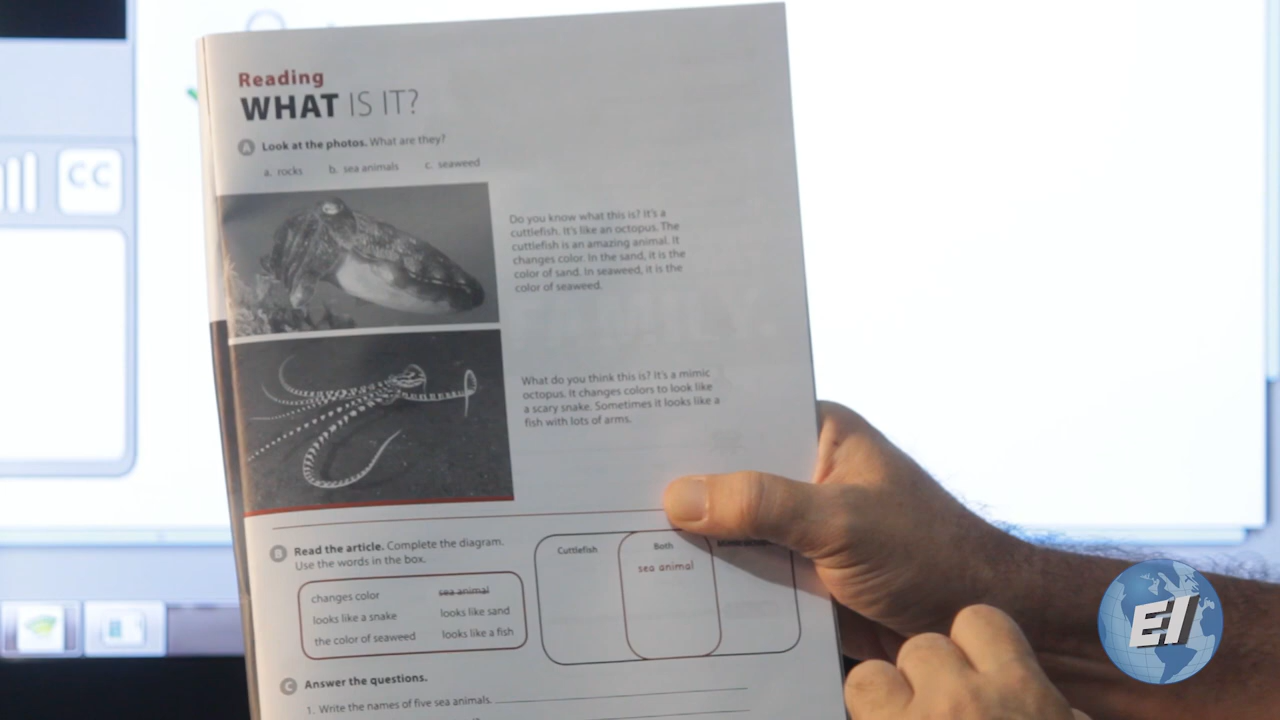 CC
Reading
WHAT IS IT?
A Look at the photos. What are they?
a. rocks b. sea animals c. seaweed
Do you know what this is? It's a
cuttlefish. It's like an octopus. The
cuttlefish is an amazing animal. It
changes color. In the sand, it is the
color of sand. In seaweed, it is the
color of seaweed.
What do you think this is? It's a mimic
octopus. It changes colors to look like
a scary snake. Sometimes it looks like a
fish with lots of arms.
B Read the article. Complete the diagram.
Use the words in the box.
changes color sea animal
looks like a snake looks like sand
the color of seaweed looks like a fish
Cuttlefish Both
sea animal
C Answer the questions.
1. Write the names of five sea animals.
EI